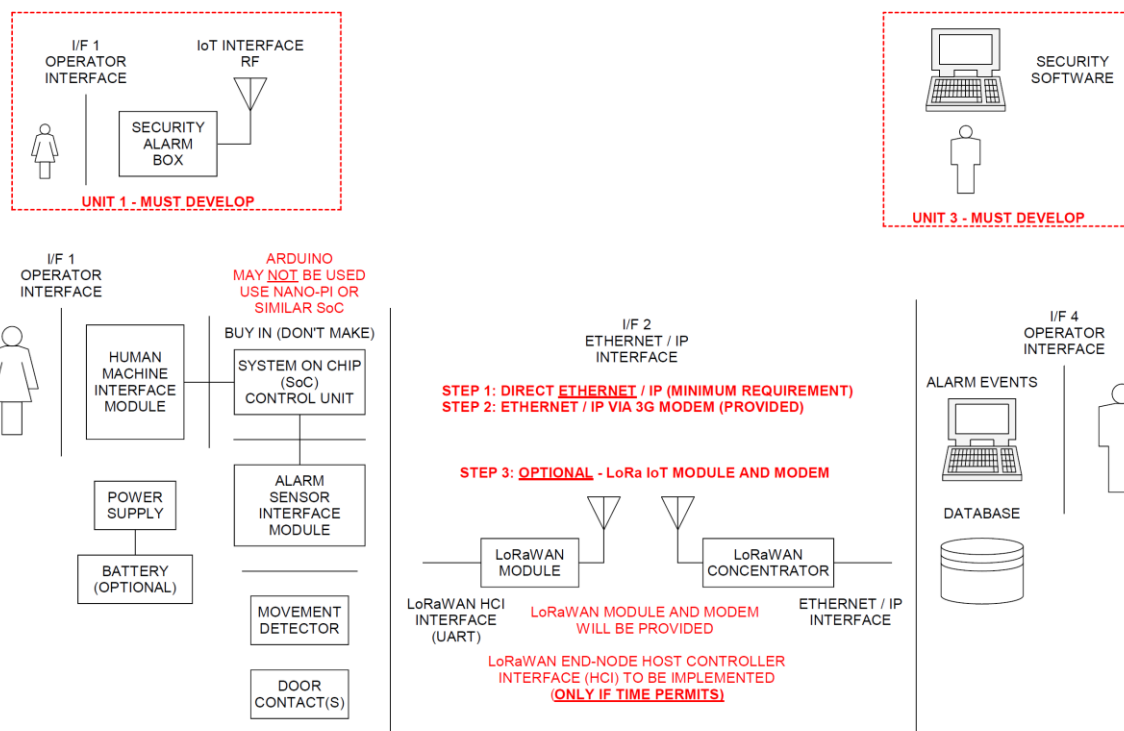 I/F 1
OPERATOR
INTERFACE
IoT INTERFACE
RF
SECURITY
ALARM
BOX
UNIT 1 - MUST DEVELOP
SECURITY
SOFTWARE
UNIT 3 - MUST DEVELOP
I/F 1
OPERATOR
INTERFACE
HUMAN
MACHINE
INTERFACE
MODULE
POWER
SUPPLY
BATTERY
(OPTIONAL)
ARDUINO
MAY NOT BE USED
USE NANO-PI OR
SIMILAR SoC
BUY IN (DON'T MAKE)
SYSTEM ON CHIP
(SoC)
CONTROL UNIT
ALARM
SENSOR
INTERFACE
MODULE
MOVEMENT
DETECTOR
DOOR
CONTACT(S)
I/F 2
ETHERNET / IP
INTERFACE
STEP 1: DIRECT ETHERNET / IP (MINIMUM REQUIREMENT)
STEP 2: ETHERNET / IP VIA 3G MODEM (PROVIDED)
STEP 3: OPTIONAL - LoRa IoT MODULE AND MODEM
LoRaWAN
MODULE
LoRaWAN
CONCENTRATOR
LoRaWAN HCI
INTERFACE
(UART)
LoRaWAN MODULE AND MODEM
WILL BE PROVIDED
ETHERNET / IP
INTERFACE
LoRaWAN END-NODE HOST CONTROLLER
INTERFACE (HCI) TO BE IMPLEMENTED
(ONLY IF TIME PERMITS)
I/F 4
OPERATOR
INTERFACE
ALARM EVENTS
DATABASE